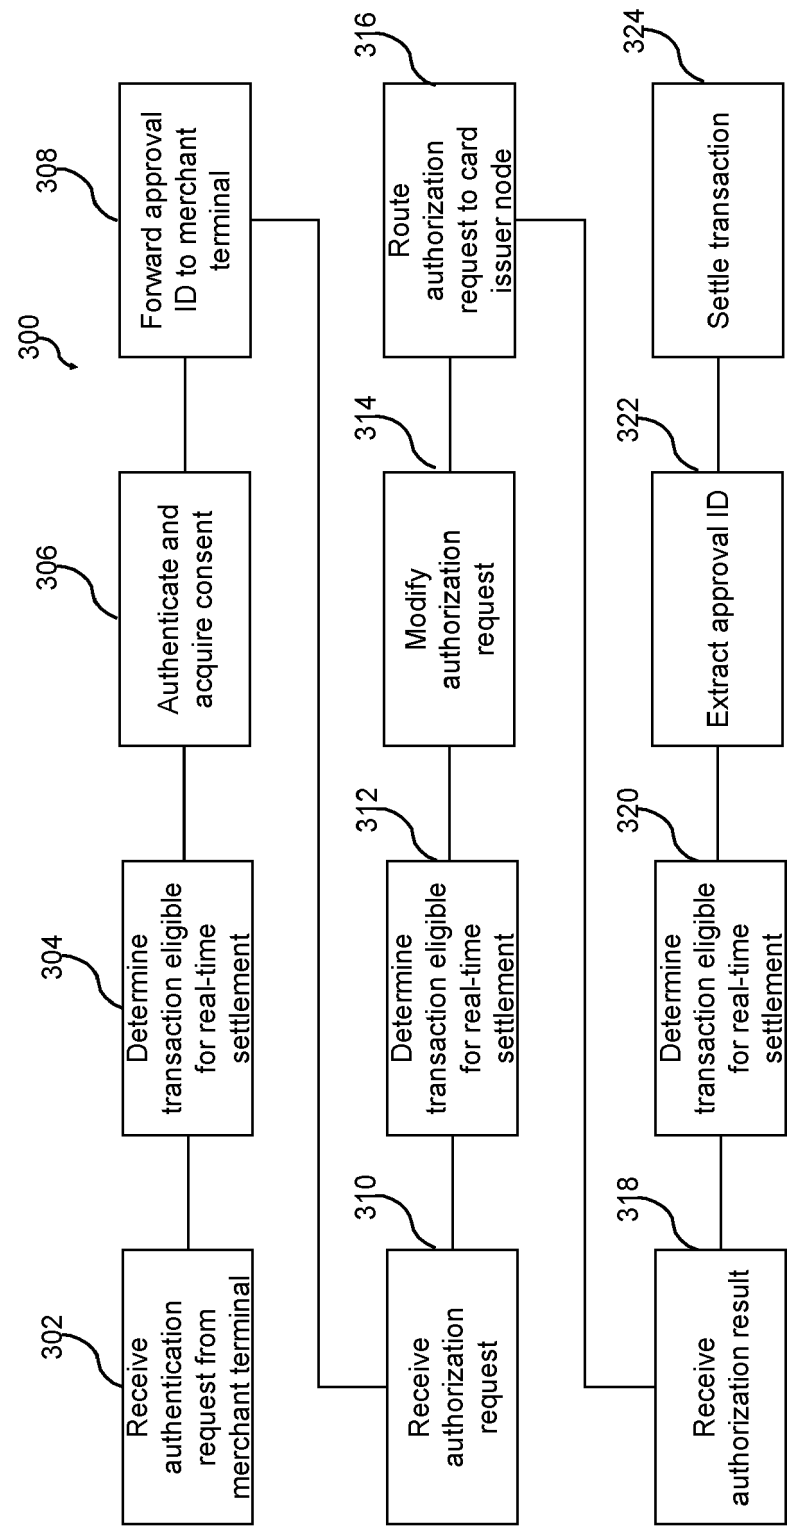 300
302
Receive
authentication
request from
merchant terminal
304
Determine
transaction eligible
for real-time
settlement
306
Authenticate and
acquire consent
308
Forward approval
ID to merchant
terminal
310
Receive
authorization
request
312
Determine
transaction eligible
for real-time
settlement
314
Modify
authorization
request
316
Route
authorization
request to card
issuer node
318
Receive
authorization result
320
Determine
transaction eligible
for real-time
settlement
322
Extract approval ID
324
Settle transaction